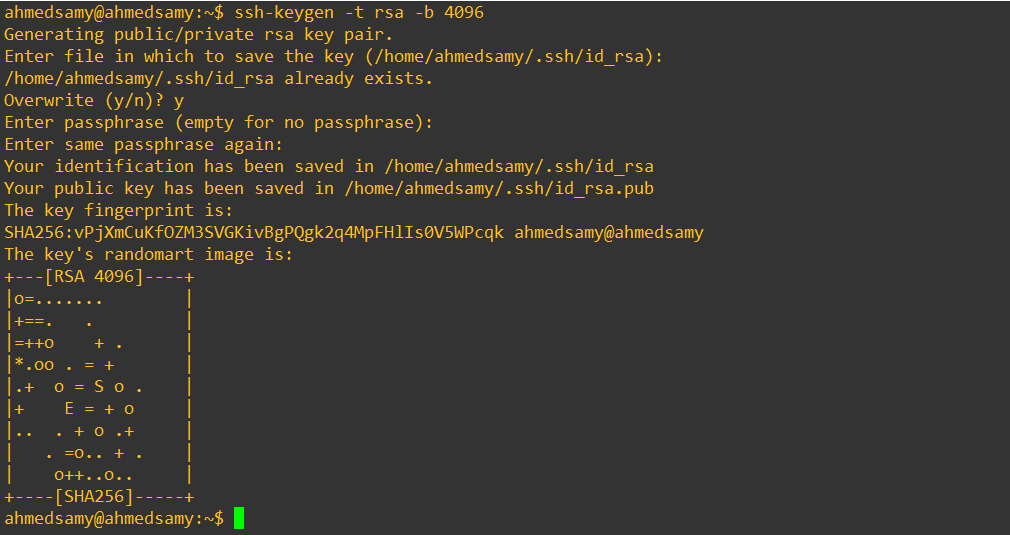 ahmedsamy@ahmedsamy:~$ ssh-keygen -t rsa -b 4096
Generating public/private rsa key pair.
Enter file in which to save the key (/home/ahmedsamy/.ssh/id_rsa):
/home/ahmedsamy/.ssh/id_rsa already exists.
Overwrite (y/n)? y
Enter passphrase (empty for no passphrase):
Enter same passphrase again:
Your identification has been saved in /home/ahmedsamy/.ssh/id_rsa
Your public key has been saved in /home/ahmedsamy/.ssh/id_rsa.pub
The key fingerprint is:
SHA256:vPjXmCuKfOZM3SVGKivBgPQgk2q4MpFHlIs0V5WPcqk ahmedsamy@ahmedsamy
The key's randomart image is:
+---[RSA 4096]----+
|o=.......        |
|+==.   .         |
|=++o    + .      |
|*.oo . = +       |
|.+  o = S o .    |
|+    E = + o     |
|..  . + o .+     |
|   . =o.. + .    |
|    o++..o..     |
+----[SHA256]-----+
ahmedsamy@ahmedsamy:~$